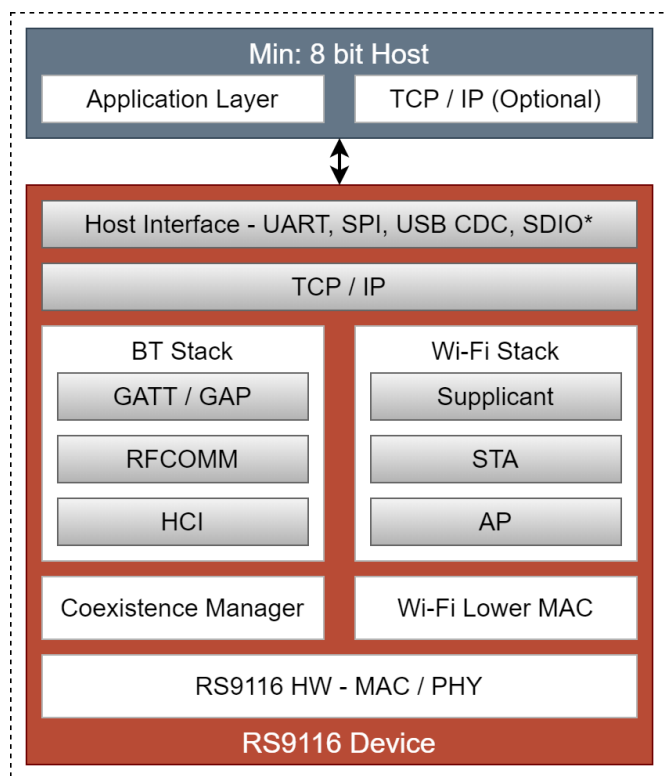 Min: 8 bit Host
Application Layer
TCP / IP (Optional)
Host Interface - UART, SPI, USB CDC, SDIO*
TCP / IP
BT Stack
GATT / GAP
RFCOMM
HCI
Wi-Fi Stack
Supplicant
STA
AP
Coexistence Manager
Wi-Fi Lower MAC
RS9116 HW - MAC / PHY
RS9116 Device